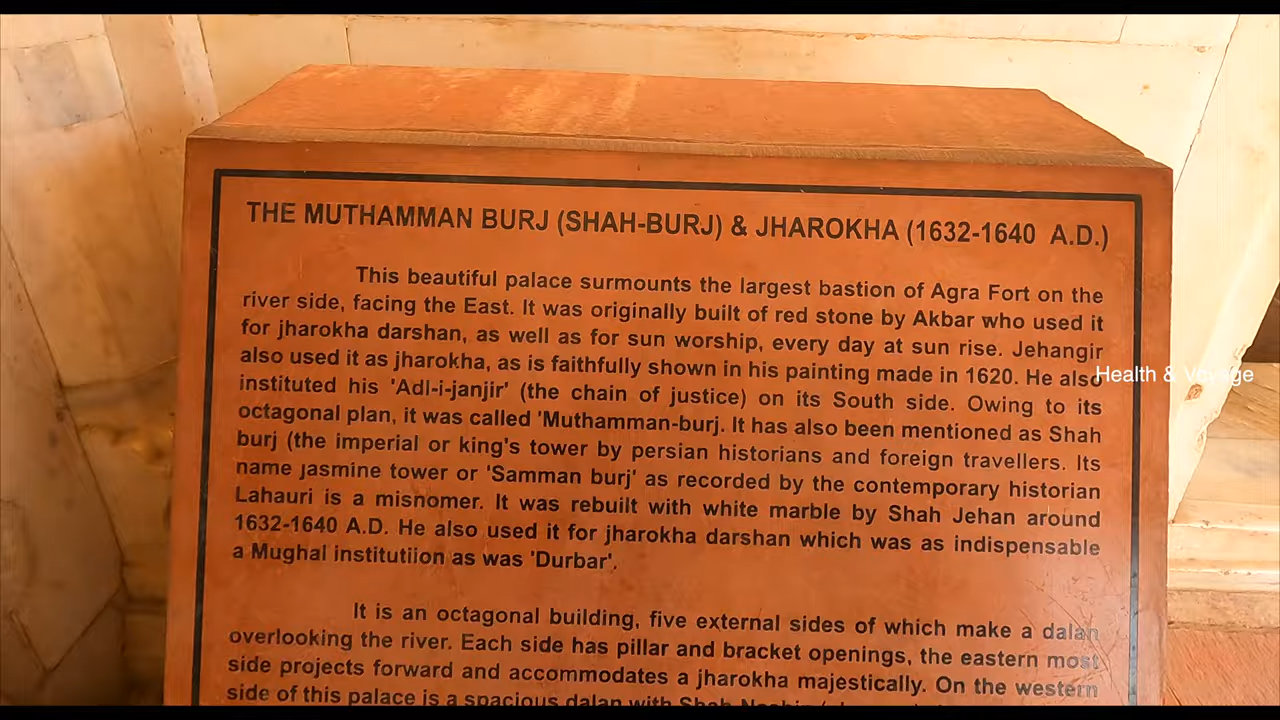 THE MUTHAMMAN BURJ (SHAH-BURJ) & JHAROKHA (1632-1640 A.D.)
This beautiful palace surmounts the largest bastion of Agra Fort on the
river side, facing the East. It was originally built of red stone by Akbar who used it
for jharokha darshan, as well as for sun worship, every day at sun rise. Jehangir
also used it as jharokha, as is faithfully shown in his painting made in 1620. He also
Health & Voyage
instituted his 'Adl-i-janjir' (the chain of justice) on its South side. Owing to its
octagonal plan, it was called 'Muthamman-burj. It has also been mentioned as Shah
burj (the imperial or king's tower by persian historians and foreign travellers. Its
name jasmine tower or 'Samman burj' as recorded by the contemporary historian
Lahauri is a misnomer. It was rebuilt with white marble by Shah Jehan around
1632-1640 A.D. He also used it for jharokha darshan which was as indispensable
a Mughal institutiion as was 'Durbar'.
It is an octagonal building, five external sides of which make a dalan
overlooking the river. Each side has pillar and bracket openings, the eastern most
side projects forward and accommodates a jharokha majestically. On the western
side of this palace is a spacious dalan with Shah